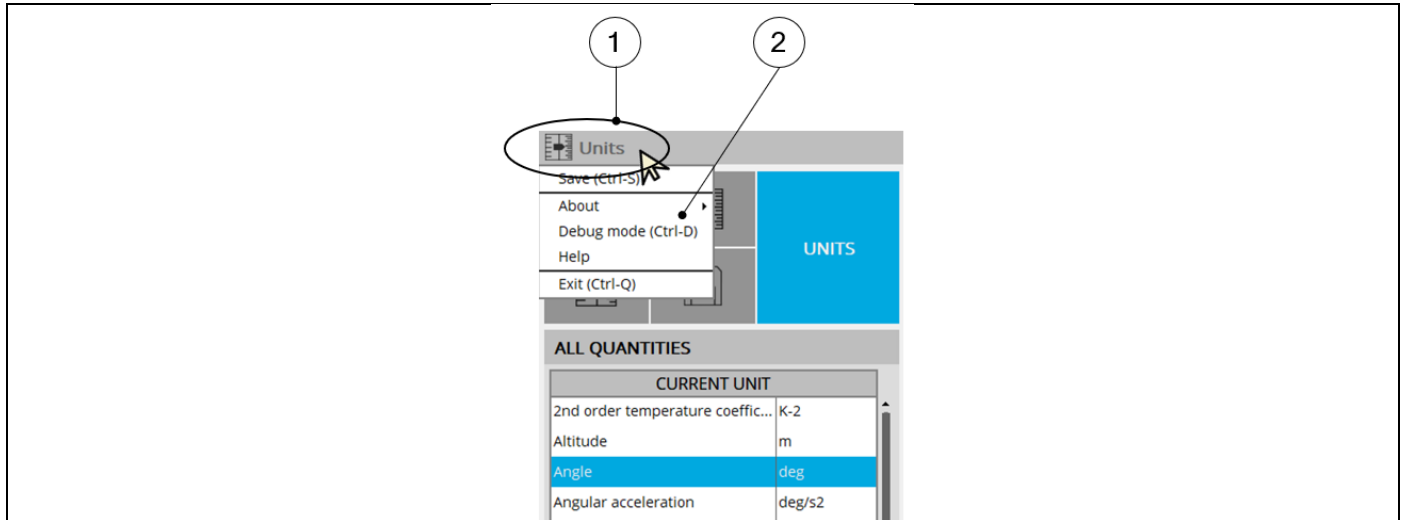 1 2
Units
Save (Ctrl-S)
About
Debug mode (Ctrl-D)
Help
Exit (Ctrl-Q)
UNITS
ALL QUANTITIES
CURRENT UNIT
2nd order temperature coeffic... K-2
Altitude m
Angle deg
Angular acceleration deg/s2